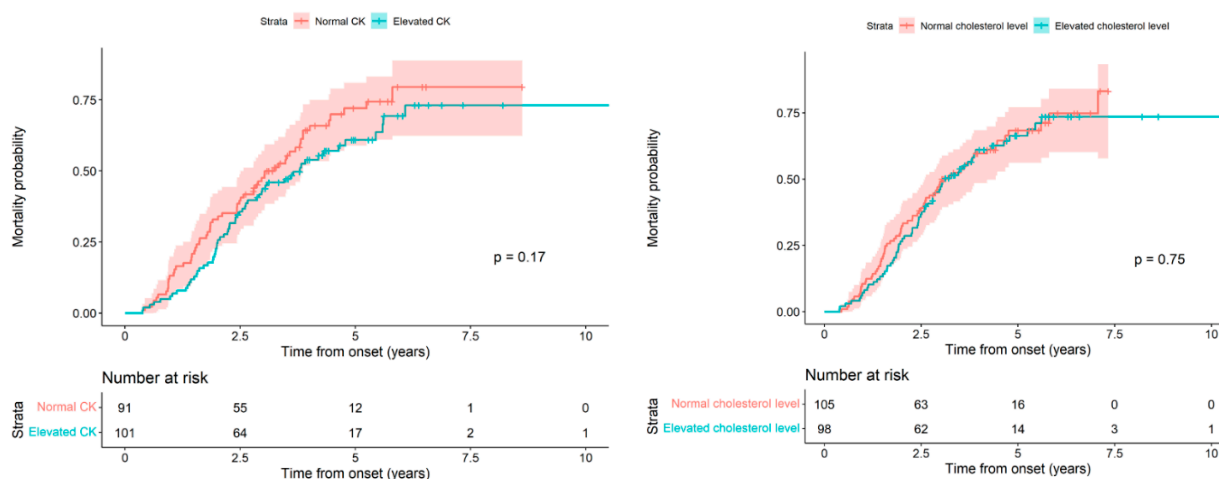 Strata Normal CK Elevated CK
Mortality probability
0.75
0.50
0.25
0.00
p = 0.17
0 2.5 5 7.5 10
Time from onset (years)
Number at risk
Strata
Normal CK 91 55 12 1 0
Elevated CK 101 64 17 2 1
0 2.5 5 7.5 10
Time from onset (years)
Strata Normal cholesterol level Elevated cholesterol level
Mortality probability
0.75
0.50
0.25
0.00
p = 0.75
0 2.5 5 7.5 10
Time from onset (years)
Number at risk
Strata
Normal cholesterol level 105 63 16 0 0
Elevated cholesterol level 98 62 14 3 1
0 2.5 5 7.5 10
Time from onset (years)